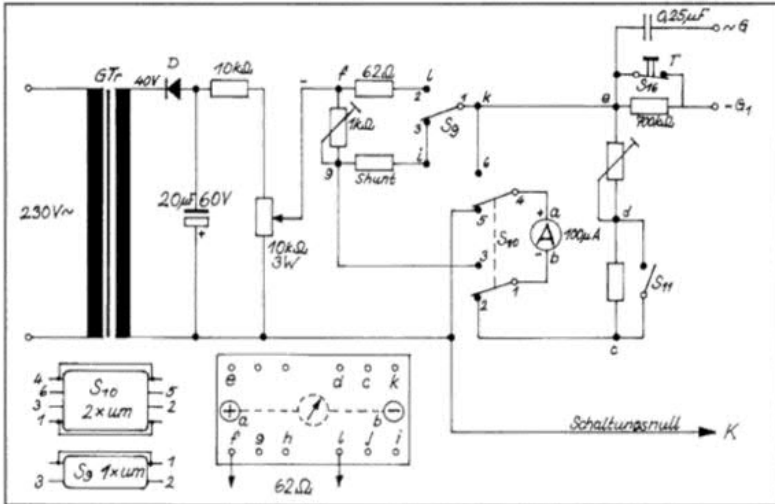 0,25µF
~G
D
GTr
40V
10kΩ
f
62Ω
l
T
S16
2
1
k
e
-G1
1kΩ
3
S9
100kΩ
-
9
i
Shunt
6
20µF 60V
4
+
a
d
230V~
5
A
100µA
+
10kΩ
3W
S10
3
-
b
S11
1
2
c
4
6
3
1
S10
2×um
5
2
e
d
c
k
+
a
b
-
f
g
h
l
j
i
62Ω
Schaltungsnull
K
3
S9 1×um
1
2